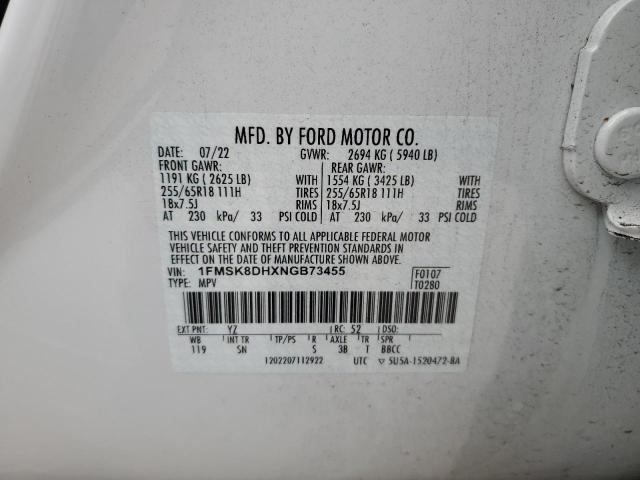 MFD. BY FORD MOTOR CO.
DATE: 07/22 GVWR: 2694 KG ( 5940 LB)
FRONT GAWR: REAR GAWR:
1191 KG ( 2625 LB) WITH 1554 KG ( 3425 LB) WITH
255/65R18 111H TIRES 255/65R18 111H TIRES
18x7.5J RIMS 18x7.5J RIMS
AT 230 kPa/ 33 PSI COLD AT 230 kPa/ 33 PSI COLD
THIS VEHICLE CONFORMS TO ALL APPLICABLE FEDERAL MOTOR
VEHICLE SAFETY AND THEFT PREVENTION STANDARDS IN
EFFECT ON THE DATE OF MANUFACTURE SHOWN ABOVE.
VIN: 1FMSK8DHXNGB73455 F0107
TYPE: MPV T0280
EXT PNT: YZ RC: 52
WB INT TR TP/PS R AXLE TR SPR
119 SN S 3B T BBCC
1202207112922 UTC ▽ 5U5A-1520472-BA